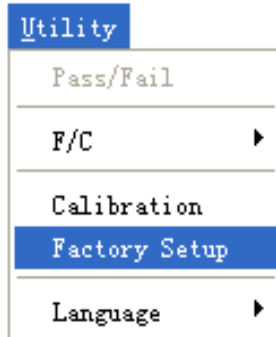 Utility
Pass/Fail
F/C
Calibration
Factory Setup
Language